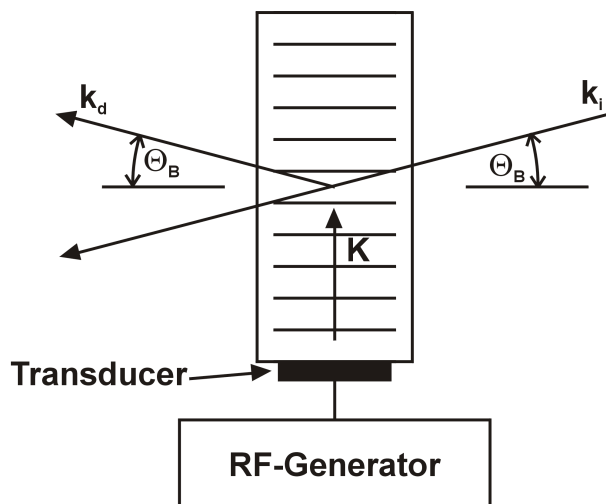 k_d
k_i
Θ_B
Θ_B
K
Transducer
RF-Generator